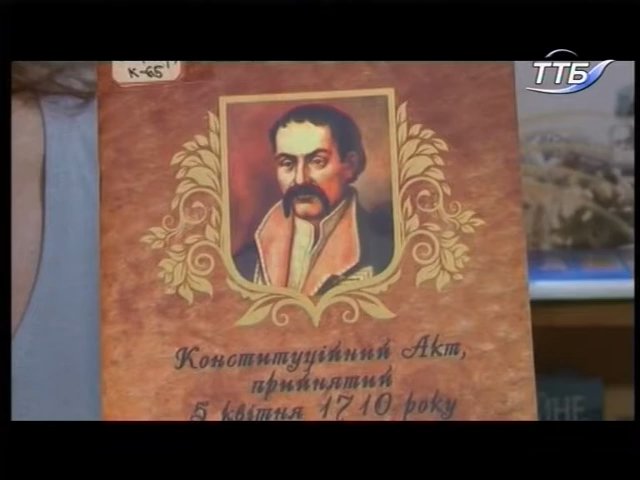 К-65
ТТБ
Конституційний Акт,
прийнятий
5 квітня 1710 року